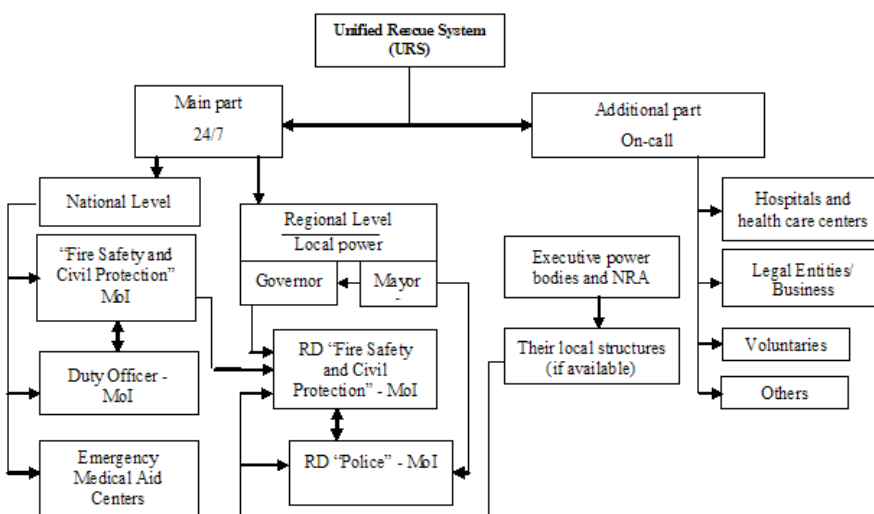 Unified Rescue System
(URS)
Main part
24/7
Additional part
On-call
National Level
Regional Level
Local power
Governor
Mayor -
"Fire Safety and
Civil Protection"
MoI
Duty Officer -
MoI
Emergency
Medical Aid
Centers
RD "Fire Safety
and Civil
Protection" - MoI
RD "Police" - MoI
Executive power
bodies and NRA
Their local structures
(if available)
Hospitals and
health care centers
Legal Entities/
Business
Voluntaries
Others